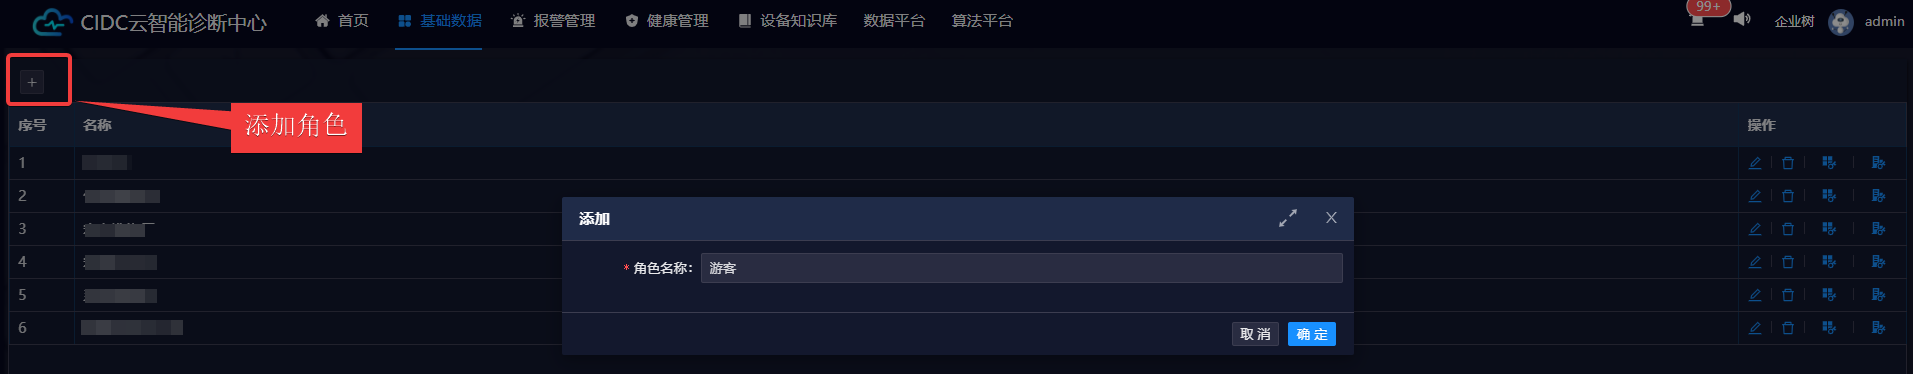 CIDC云智能诊断中心 首页 基础数据 报警管理 健康管理 设备知识库 数据平台 算法平台 99+ 企业树 admin
+
添加角色
序号 名称 操作
1
2
3
4
5
6
添加 X
* 角色名称: 游客
取消 确定